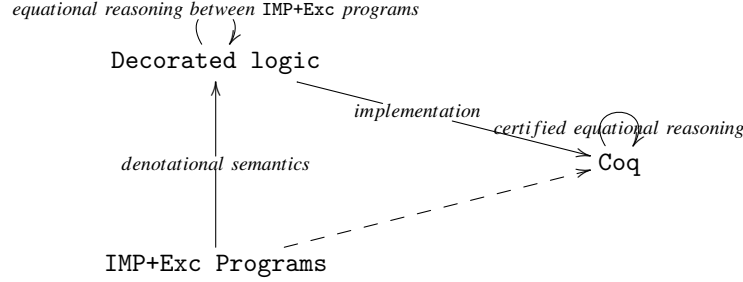 equational reasoning between IMP+Exc programs
Decorated logic
implementation
certified equational reasoning
Coq
denotational semantics
IMP+Exc Programs